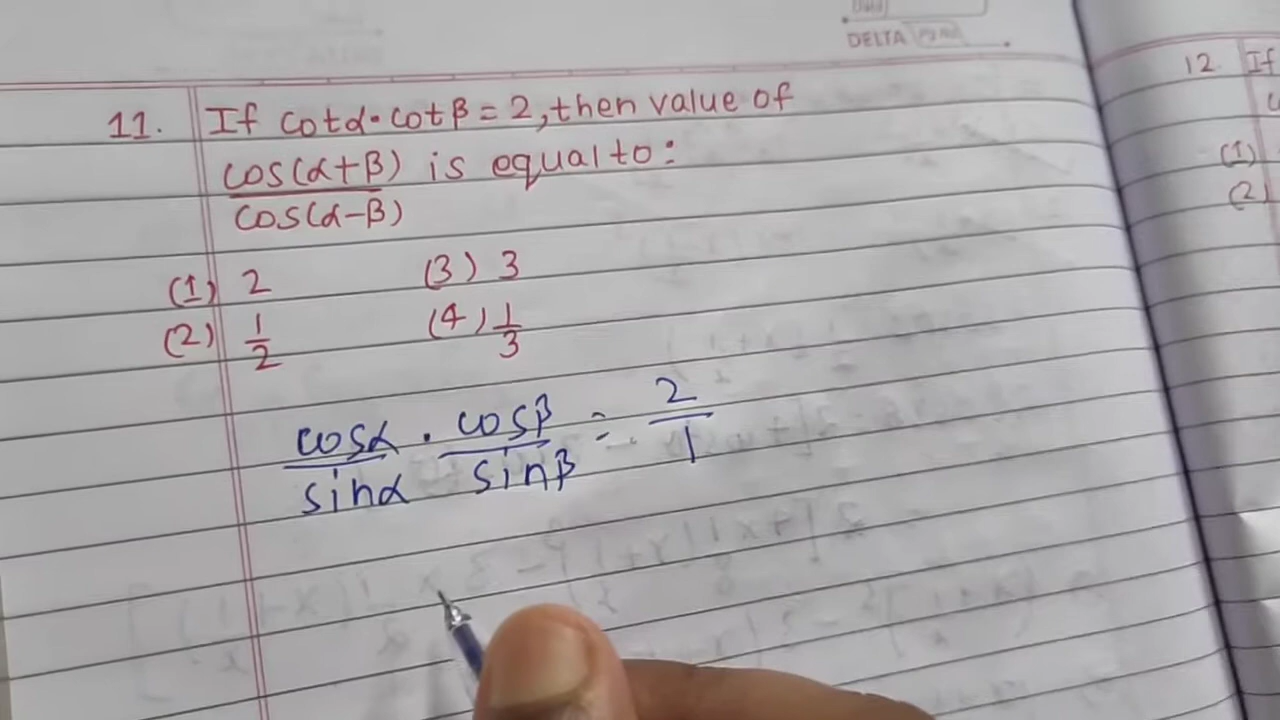 DELTA
11. If cotα·cotβ = 2, then value of
cos(α+β) is equal to:
cos(α-β)
(1) 2 (3) 3
(2) 1/2 (4) 1/3
cosα/sinα · cosβ/sinβ = 2/1
12. If
(1)
(2)